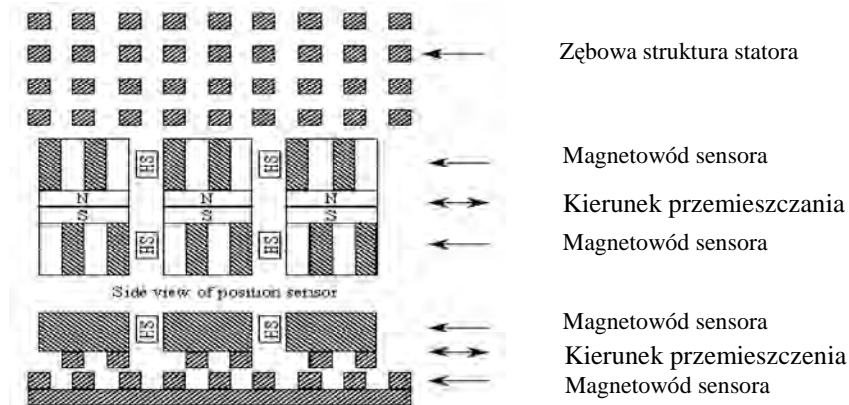 Zębowa struktura statora
HS HS
Magnetowód sensora
N N N
Kierunek przemieszczania
S S S
HS HS
Magnetowód sensora
Side view of position sensor
HS HS
Magnetowód sensora
Kierunek przemieszczenia
Magnetowód sensora